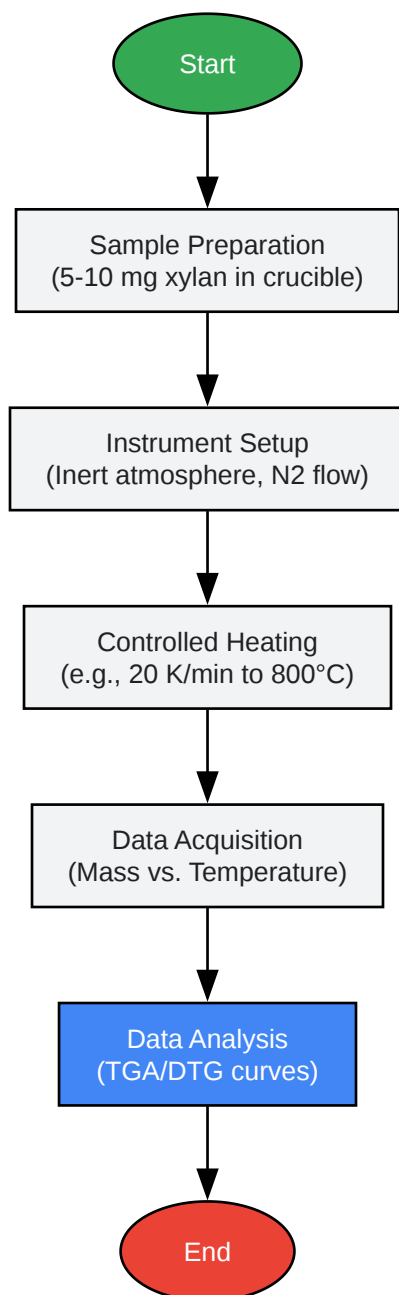 Start
Sample Preparation
(5-10 mg xylan in crucible)
Instrument Setup
(Inert atmosphere, N2 flow)
Controlled Heating
(e.g., 20 K/min to 800°C)
Data Acquisition
(Mass vs. Temperature)
Data Analysis
(TGA/DTG curves)
End